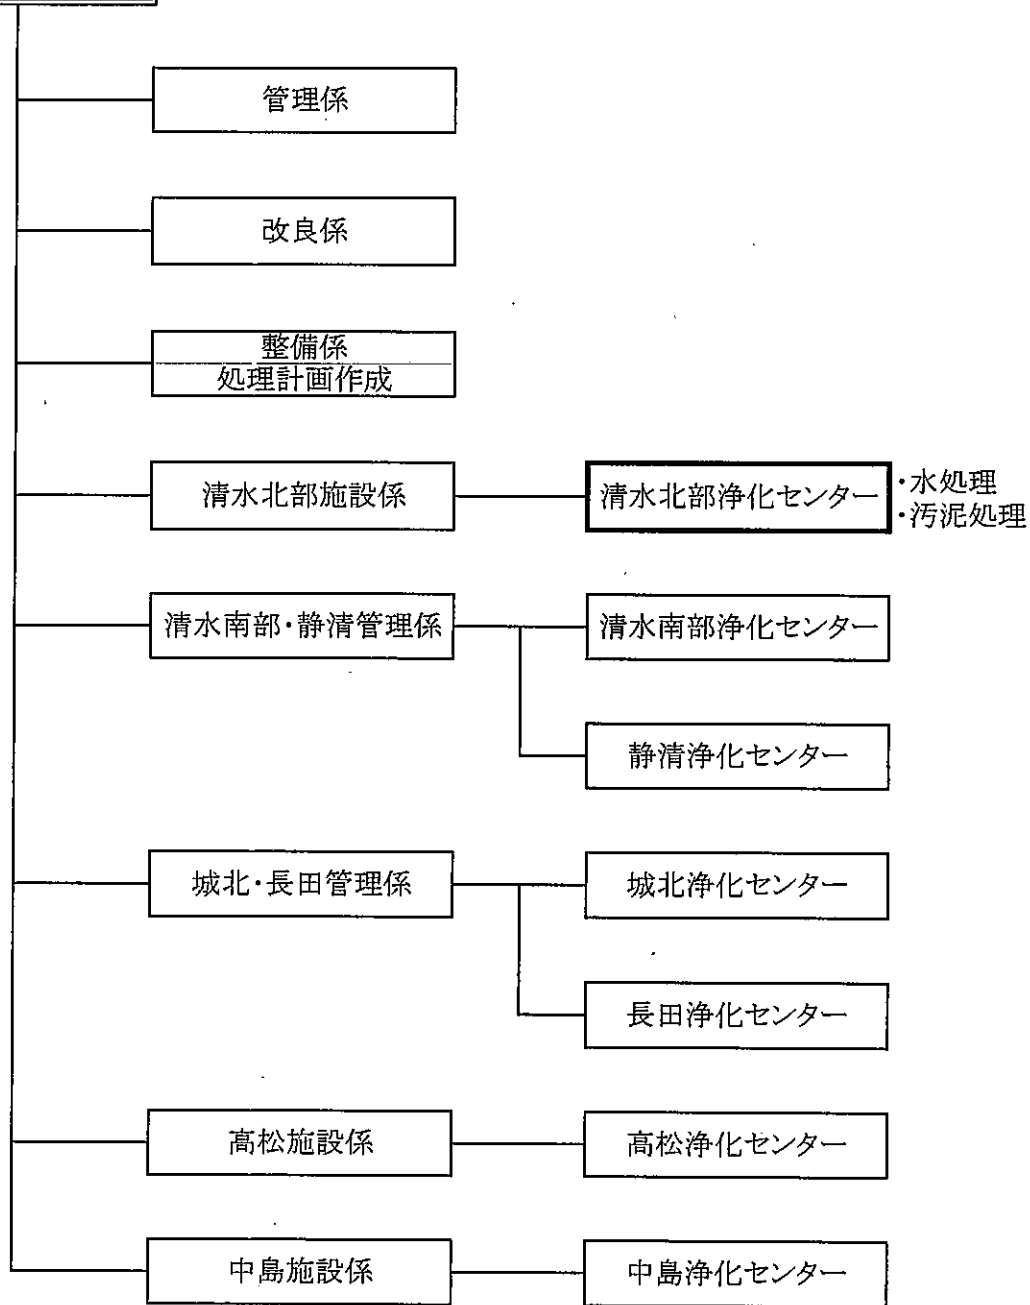 管理係
改良係
整備係
処理計画作成
清水北部施設係
清水北部浄化センター
・水処理
・汚泥処理
清水南部・静清管理係
清水南部浄化センター
静清浄化センター
城北・長田管理係
城北浄化センター
長田浄化センター
高松施設係
高松浄化センター
中島施設係
中島浄化センター